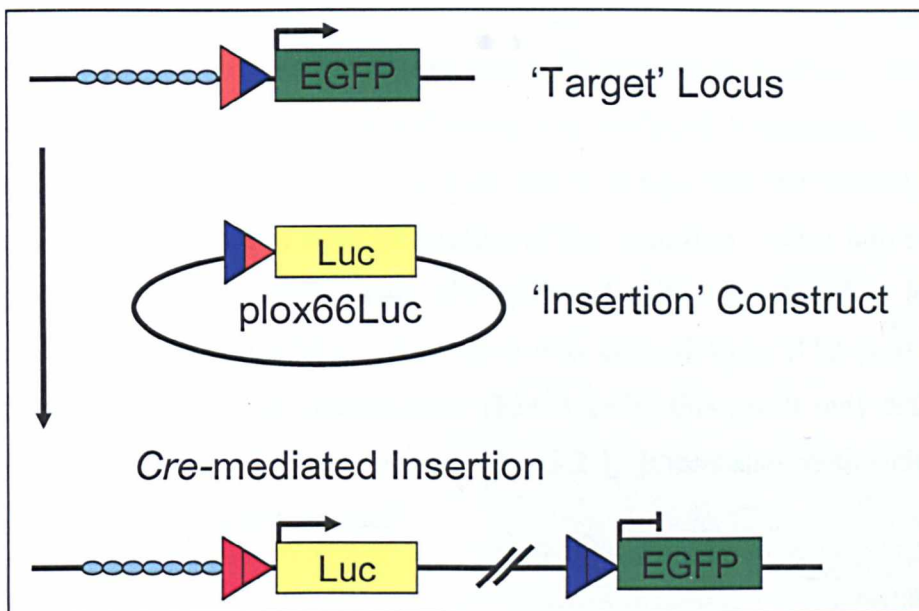 EGFP
'Target' Locus
Luc
plox66Luc
'Insertion' Construct
Cre-mediated Insertion
Luc
EGFP